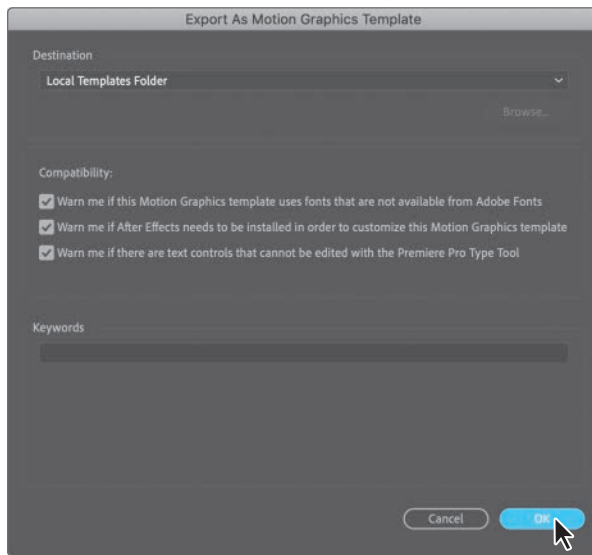 Export As Motion Graphics Template
Destination
Local Templates Folder
Browse...
Compatibility:
Warn me if this Motion Graphics template uses fonts that are not available from Adobe Fonts
Warn me if After Effects needs to be installed in order to customize this Motion Graphics template
Warn me if there are text controls that cannot be edited with the Premiere Pro Type Tool
Keywords
Cancel
OK